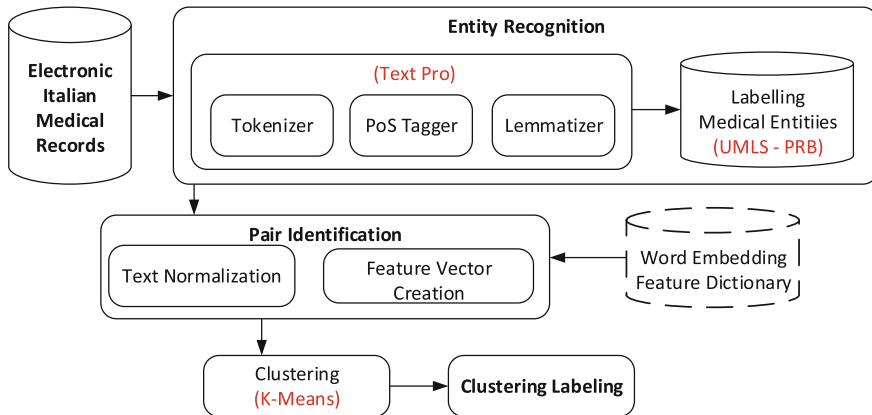 Electronic
Italian
Medical
Records
Entity Recognition
(Text Pro)
Tokenizer
PoS Tagger
Lemmatizer
Labelling
Medical Entitiies
(UMLS - PRB)
Pair Identification
Text Normalization
Feature Vector
Creation
Word Embedding
Feature Dictionary
Clustering
(K-Means)
Clustering Labeling